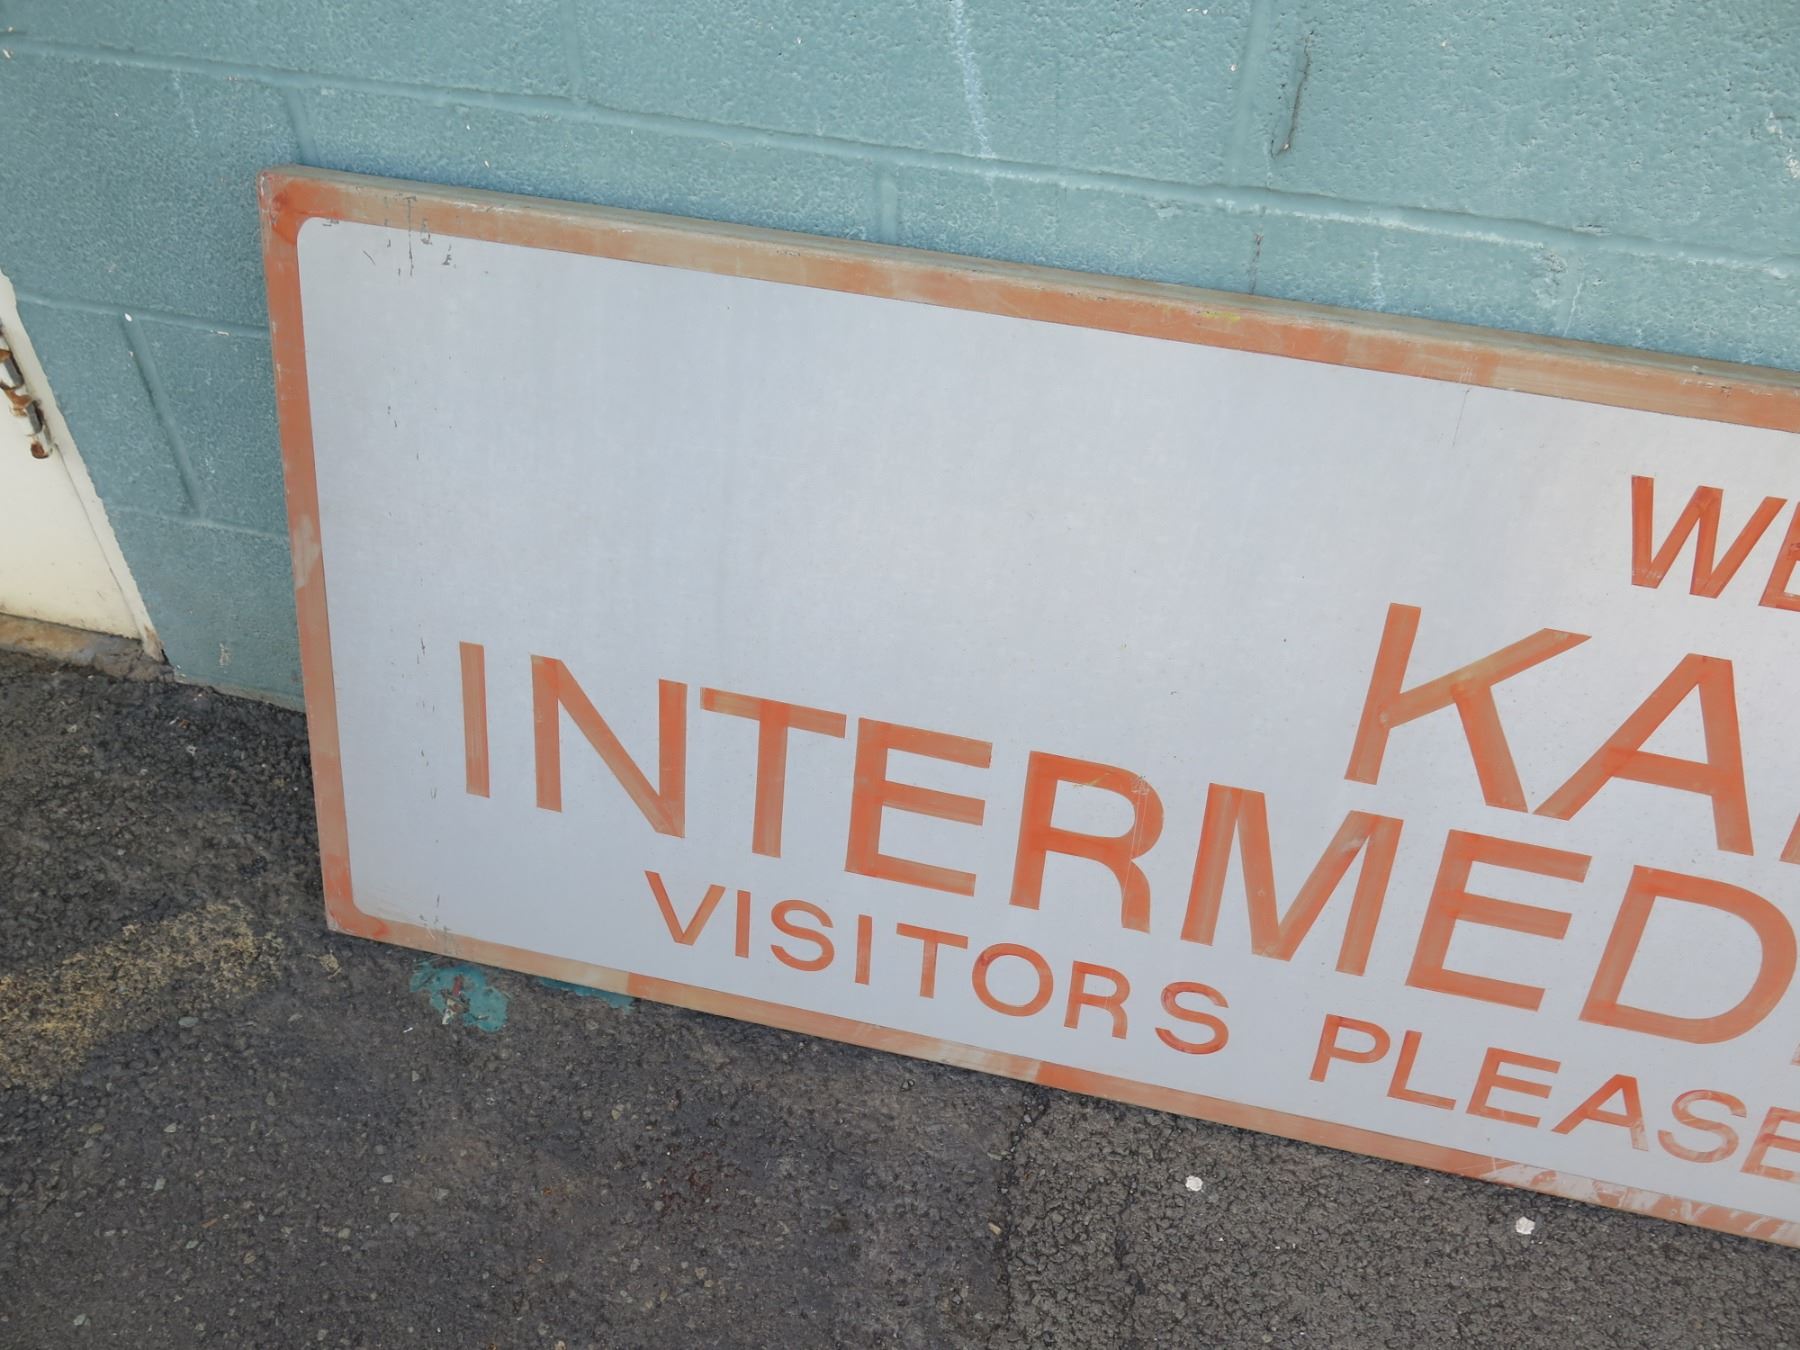 WE
KA
INTERMED
VISITORS PLEASE